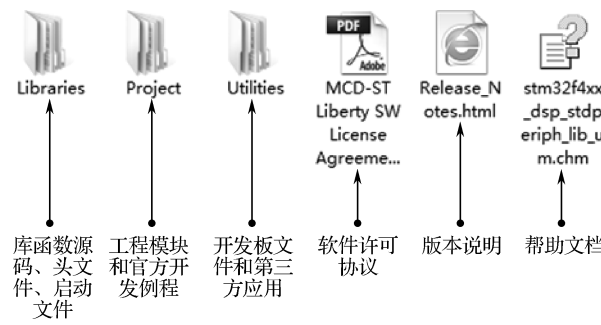 PDF
Adobe
Libraries
Project
Utilities
MCD-ST
Liberty SW
License
Agreeme...
Release_N
otes.html
stm32f4xx
_dsp_stdp
eriph_lib_u
m.chm
库函数源
码、头文
件、启动
文件
工程模块
和官方开
发例程
开发板文
件和第三
方应用
软件许可
协议
版本说明
帮助文档